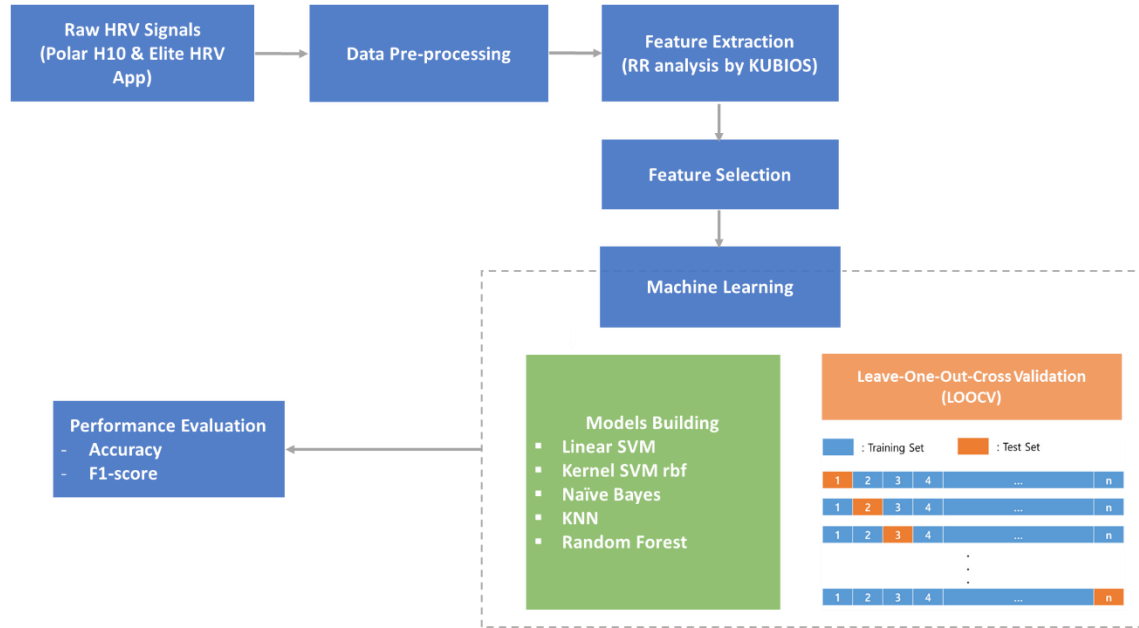 Raw HRV Signals
(Polar H10 & Elite HRV
App)
Data Pre-processing
Feature Extraction
(RR analysis by KUBIOS)
Feature Selection
Machine Learning
Models Building
▪ Linear SVM
▪ Kernel SVM rbf
▪ Naïve Bayes
▪ KNN
▪ Random Forest
Leave-One-Out-Cross Validation
(LOOCV)
: Training Set : Test Set
1 2 3 4 ... n
1 2 3 4 ... n
1 2 3 4 ... n
.
.
.
1 2 3 4 ... n
Performance Evaluation
- Accuracy
- F1-score